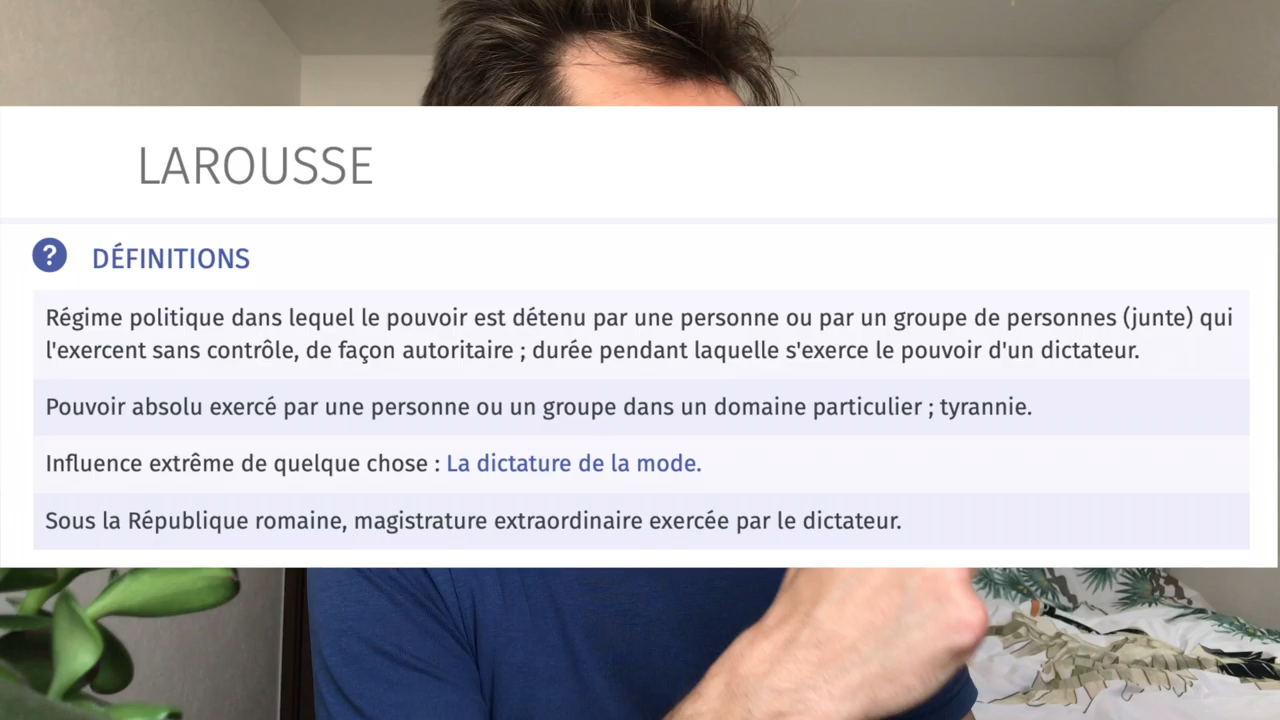 LAROUSSE
? DÉFINITIONS
Régime politique dans lequel le pouvoir est détenu par une personne ou par un groupe de personnes (junte) qui
l'exercent sans contrôle, de façon autoritaire ; durée pendant laquelle s'exerce le pouvoir d'un dictateur.
Pouvoir absolu exercé par une personne ou un groupe dans un domaine particulier ; tyrannie.
Influence extrême de quelque chose : La dictature de la mode.
Sous la République romaine, magistrature extraordinaire exercée par le dictateur.